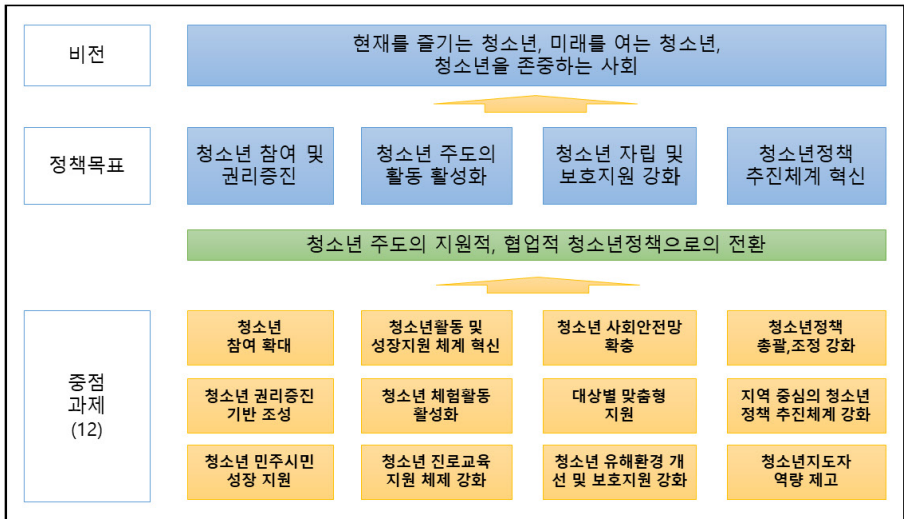 비전
현재를 즐기는 청소년, 미래를 여는 청소년,
청소년을 존중하는 사회
정책목표
청소년 참여 및
권리증진
청소년 주도의
활동 활성화
청소년 자립 및
보호지원 강화
청소년정책
추진체계 혁신
청소년 주도의 지원적, 협업적 청소년정책으로의 전환
중점
과제
(12)
청소년
참여 확대
청소년활동 및
성장지원 체계 혁신
청소년 사회안전망
확충
청소년정책
총괄,조정 강화
청소년 권리증진
기반 조성
청소년 체험활동
활성화
대상별 맞춤형
지원
지역 중심의 청소년
정책 추진체계 강화
청소년 민주시민
성장 지원
청소년 진로교육
지원 체제 강화
청소년 유해환경 개
선 및 보호지원 강화
청소년지도자
역량 제고